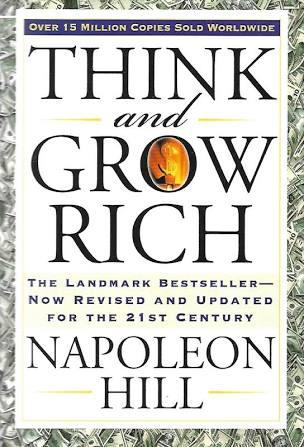 OVER 15 MILLION COPIES SOLD WORLDWIDE
THINK
and
GROW
RICH
THE LANDMARK BESTSELLER—
NOW REVISED AND UPDATED
FOR THE 21ST CENTURY
NAPOLEON
HILL